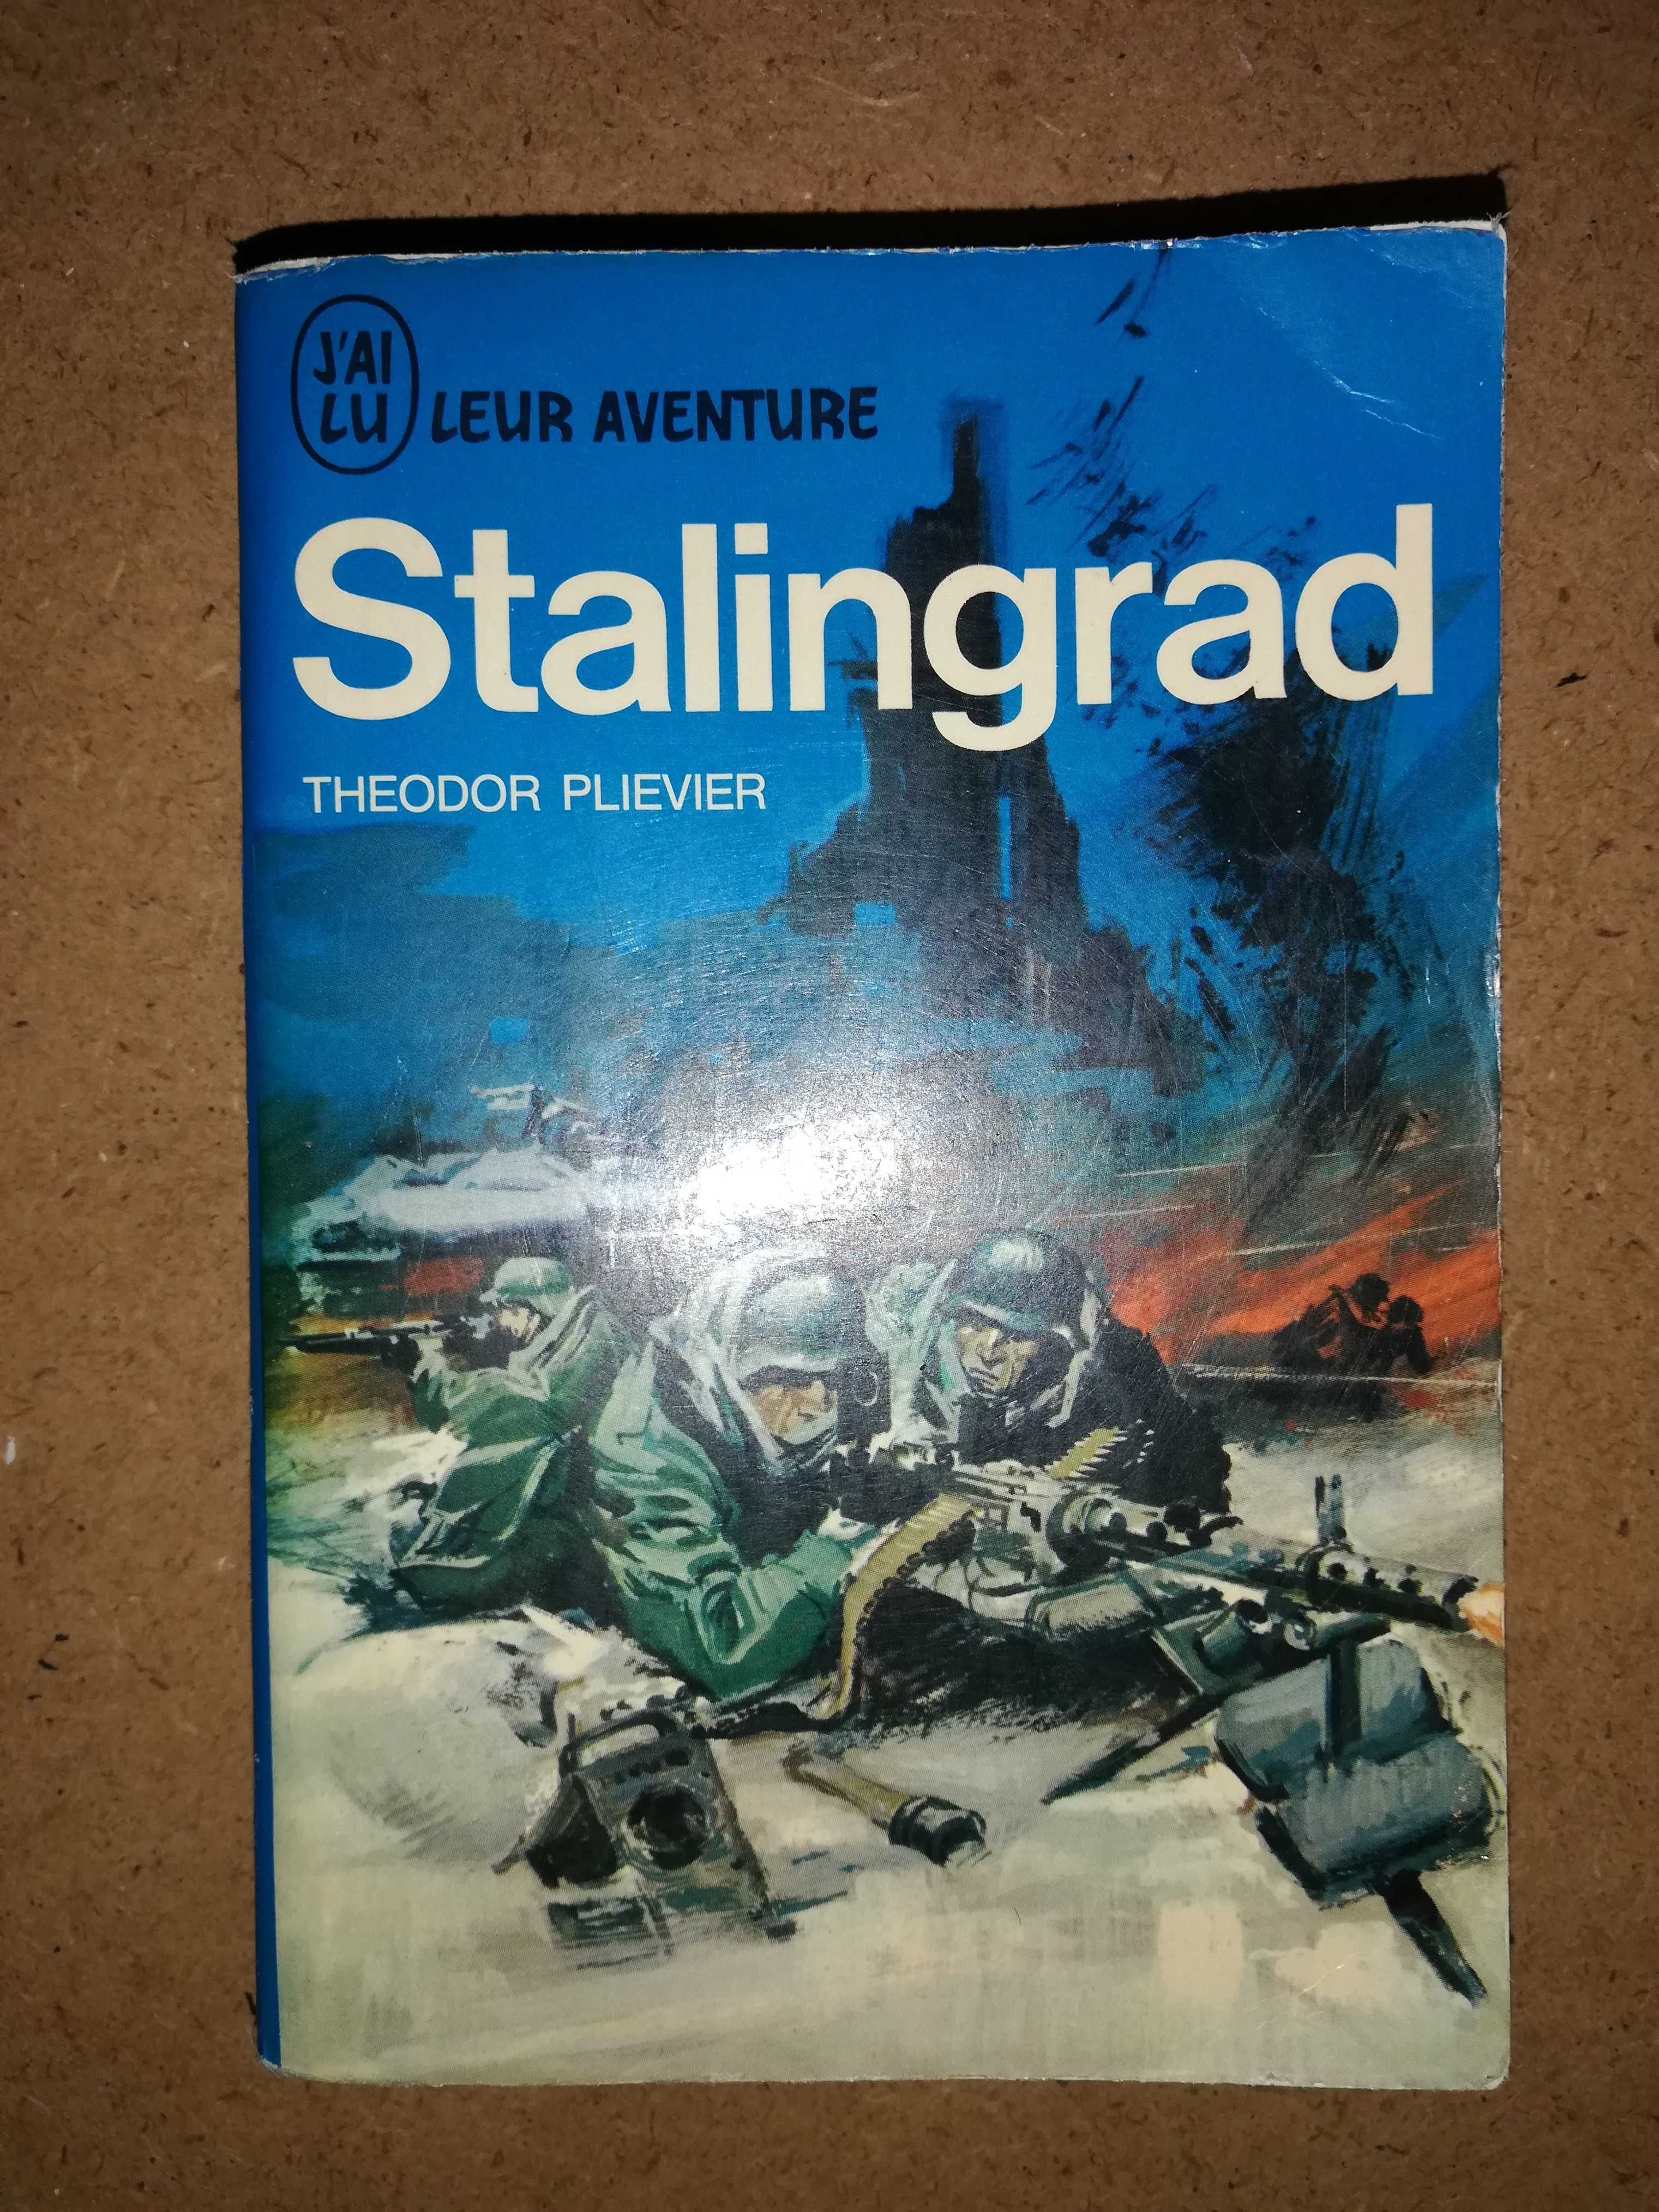 J'AI
LU LEUR AVENTURE
Stalingrad
THEODOR PLIEVIER